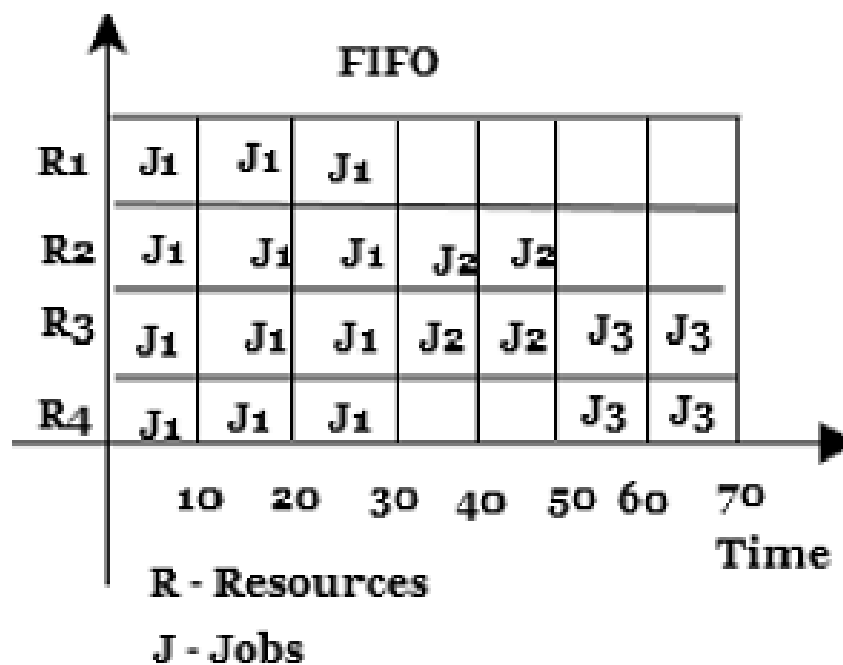 FIFO
R1 J1 J1 J1
R2 J1 J1 J1 J2 J2
R3 J1 J1 J1 J2 J2 J3 J3
R4 J1 J1 J1 J3 J3
10 20 30 40 50 60 70
Time
R - Resources
J - Jobs